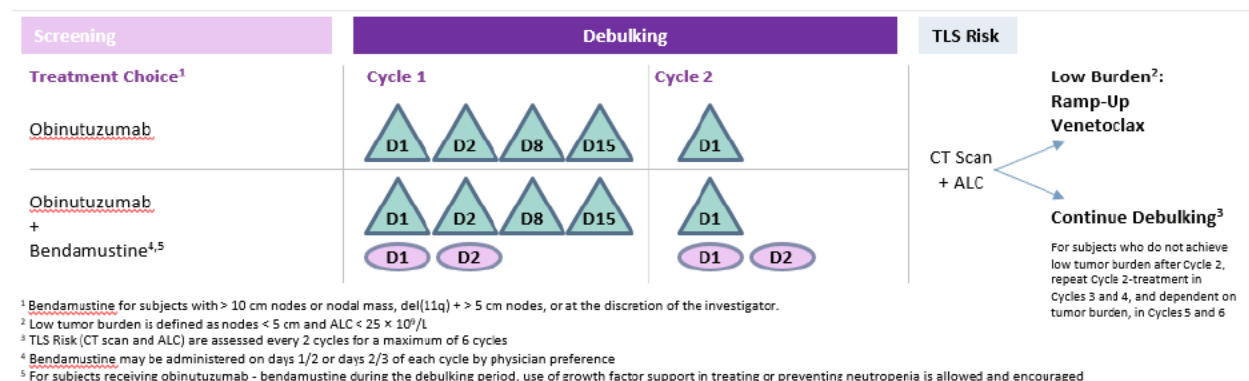 Screening
Debulking
TLS Risk
Treatment Choice¹
Cycle 1
Cycle 2
Obinutuzumab
D1 D2 D8 D15
D1
Obinutuzumab
+
Bendamustine⁴,⁵
D1 D2 D8 D15
D1
D1 D2
D1 D2
CT Scan
+ ALC
Low Burden²:
Ramp-Up
Venetoclax
Continue Debulking³
For subjects who do not achieve
low tumor burden after Cycle 2,
repeat Cycle 2-treatment in
Cycles 3 and 4, and dependent on
tumor burden, in Cycles 5 and 6
¹ Bendamustine for subjects with > 10 cm nodes or nodal mass, del(11q) + > 5 cm nodes, or at the discretion of the investigator.
² Low tumor burden is defined as nodes < 5 cm and ALC < 25 × 10⁹/L
³ TLS Risk (CT scan and ALC) are assessed every 2 cycles for a maximum of 6 cycles
⁴ Bendamustine may be administered on days 1/2 or days 2/3 of each cycle by physician preference
⁵ For subjects receiving obinutuzumab - bendamustine during the debulking period, use of growth factor support in treating or preventing neutropenia is allowed and encouraged